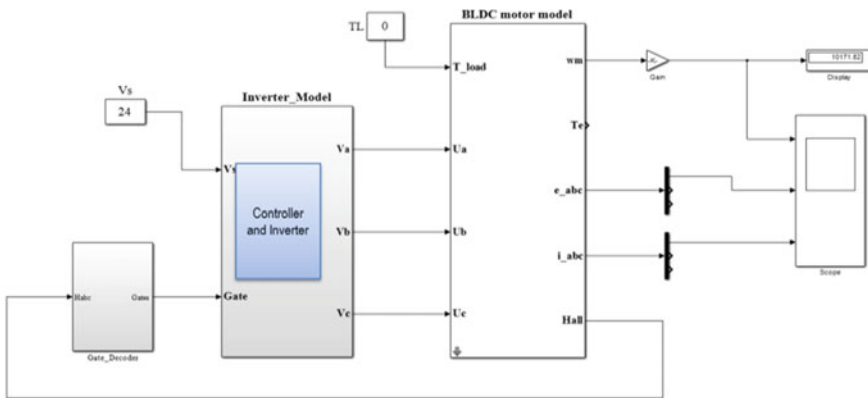 BLDC motor model
TL
0
T_load
wm
Gain
10171.62
Display
Inverter_Model
Vs
24
Te
Va
Ua
Vs
Controller
and Inverter
e_abc
Vb
Ub
i_abc
Scope
Habc
Gates
Gate
Vc
Uc
Hall
Gate_Decoder